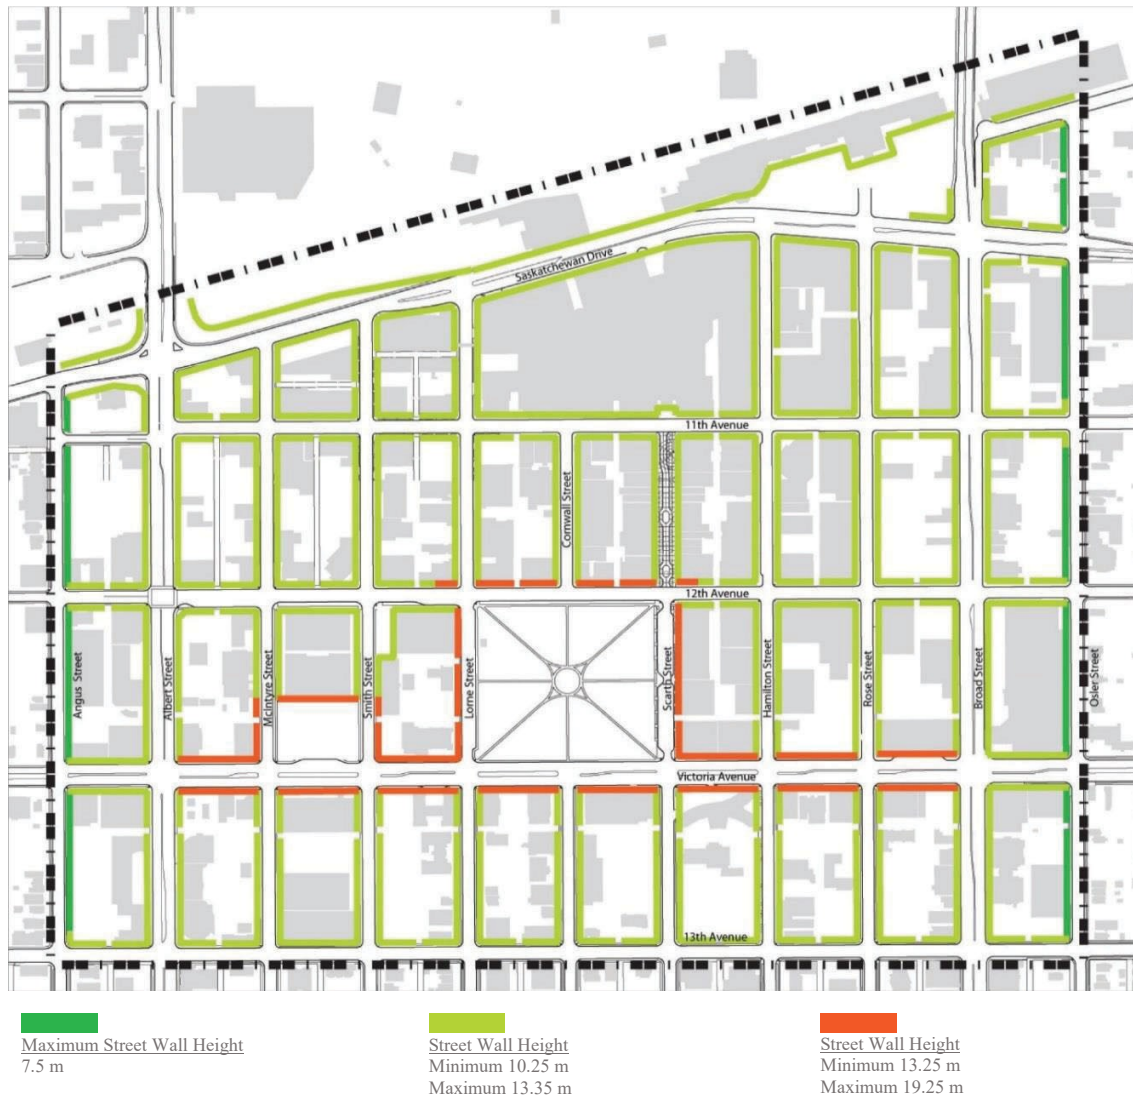 Saskatchewan Drive
11th Avenue
Cornwall Street
12th Avenue
Angus Street
Albert Street
McIntyre Street
Smith Street
Lorne Street
Scarth Street
Hamilton Street
Rose Street
Broad Street
Osler Street
Victoria Avenue
13th Avenue
Maximum Street Wall Height
7.5 m
Street Wall Height
Minimum 10.25 m
Maximum 13.35 m
Street Wall Height
Minimum 13.25 m
Maximum 19.25 m